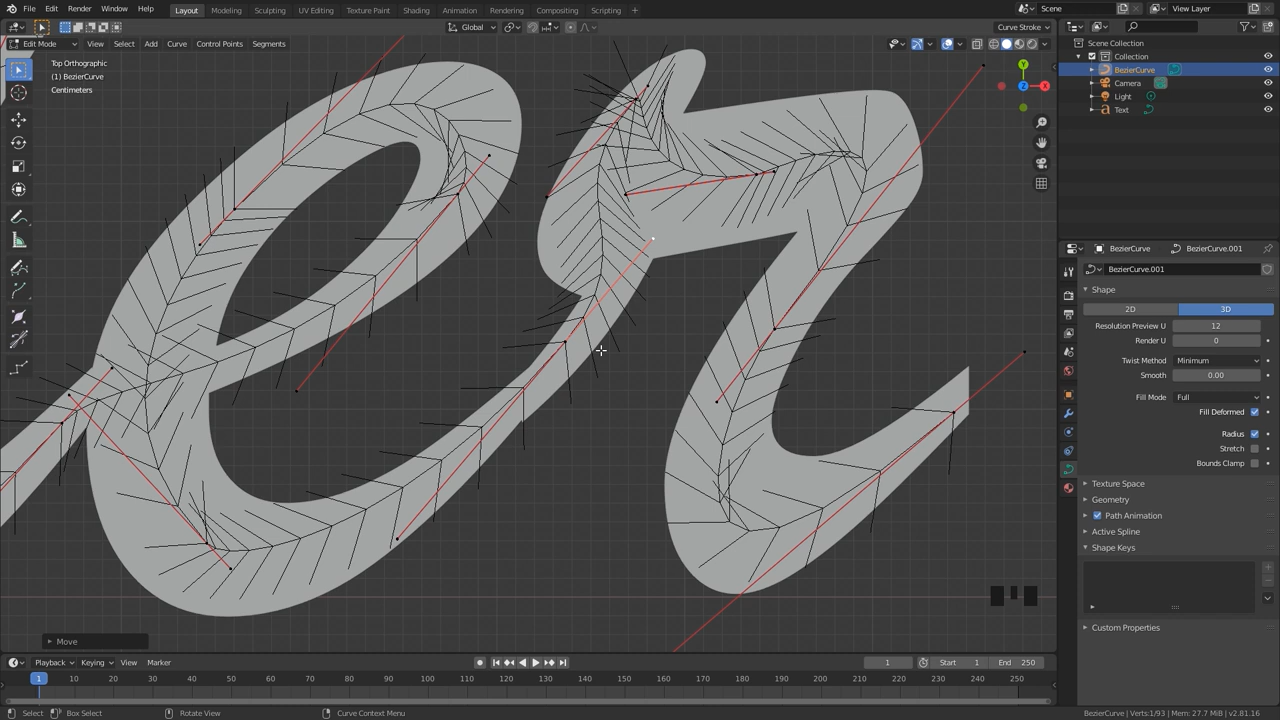 File Edit Render Window Help Layout Modeling Sculpting UV Editing Texture Paint Shading Animation Rendering Compositing Scripting + Scene View Layer
Global Curve Stroke
Edit Mode View Select Add Curve Control Points Segments
Top Orthographic
(1) BezierCurve
Centimeters
Y
Z
X
er
Move
Scene Collection
Collection
BezierCurve
Camera
Light
Text
BezierCurve BezierCurve.001
BezierCurve.001
Shape
2D 3D
Resolution Preview U 12
Render U 0
Twist Method Minimum
Smooth 0.00
Fill Mode Full
Fill Deformed
Radius
Stretch
Bounds Clamp
Texture Space
Geometry
Path Animation
Active Spline
Shape Keys
Custom Properties
Playback Keying View Marker 1 Start 1 End 250
1 10 20 30 40 50 60 70 80 90 100 110 120 130 140 150 160 170 180 190 200 210 220 230 240 250
Select Box Select Rotate View Curve Context Menu BezierCurve | Verts:1/93 | Mem: 27.7 MiB | v2.81.16